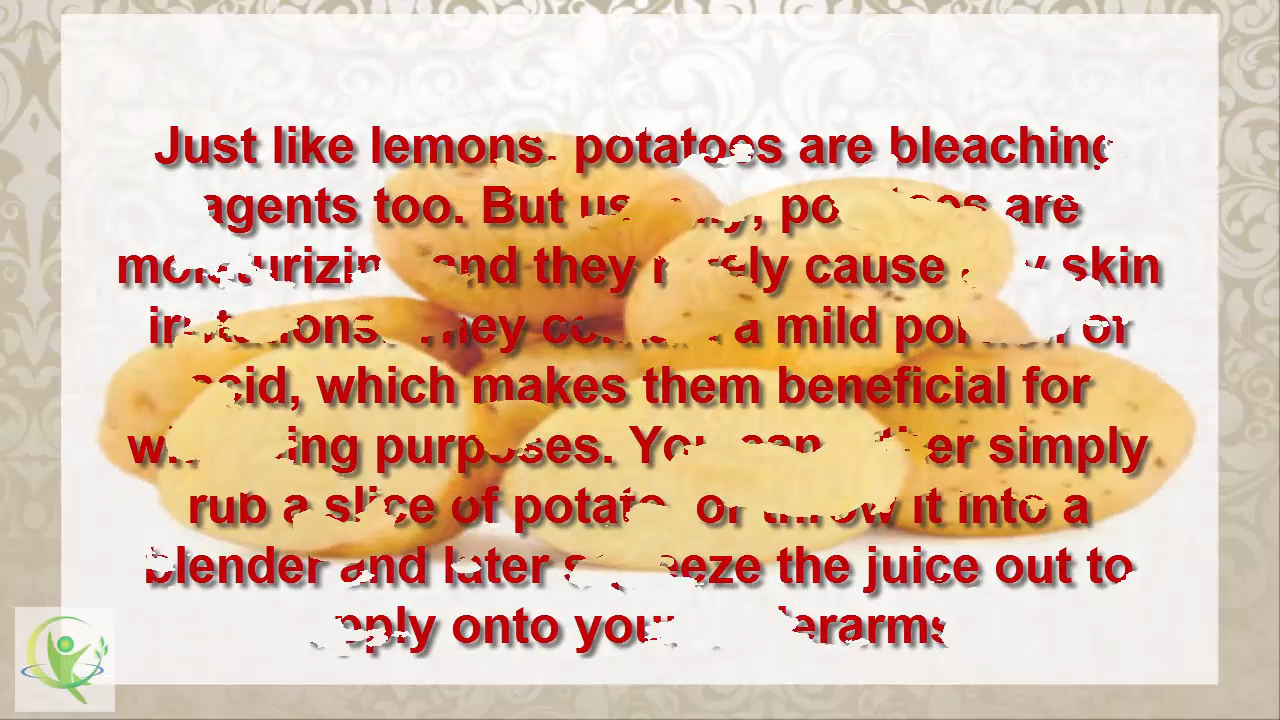 Just like lemons, potatoes are bleaching
agents too. But usually, potatoes are
moisturizing and they rarely cause any skin
irritations. They contain a mild portion of
acid, which makes them beneficial for
whitening purposes. You can either simply
rub a slice of potato, or throw it into a
blender and later squeeze the juice out to
apply onto your underarms